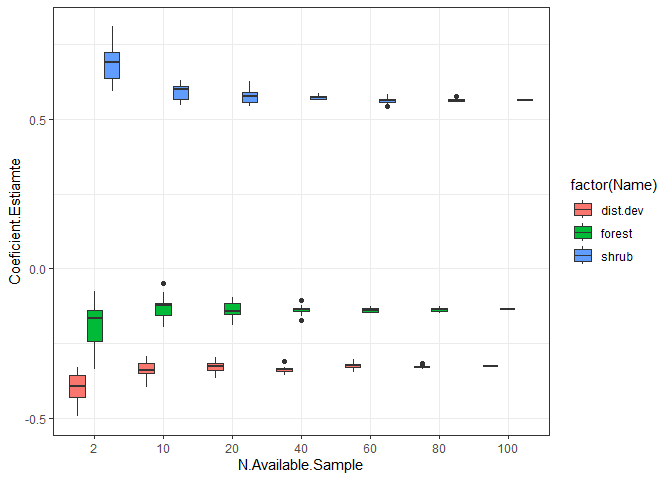 Coeficient.Estiamte
0.5
0.0
-0.5
2 10 20 40 60 80 100
N.Available.Sample
factor(Name)
dist.dev
forest
shrub